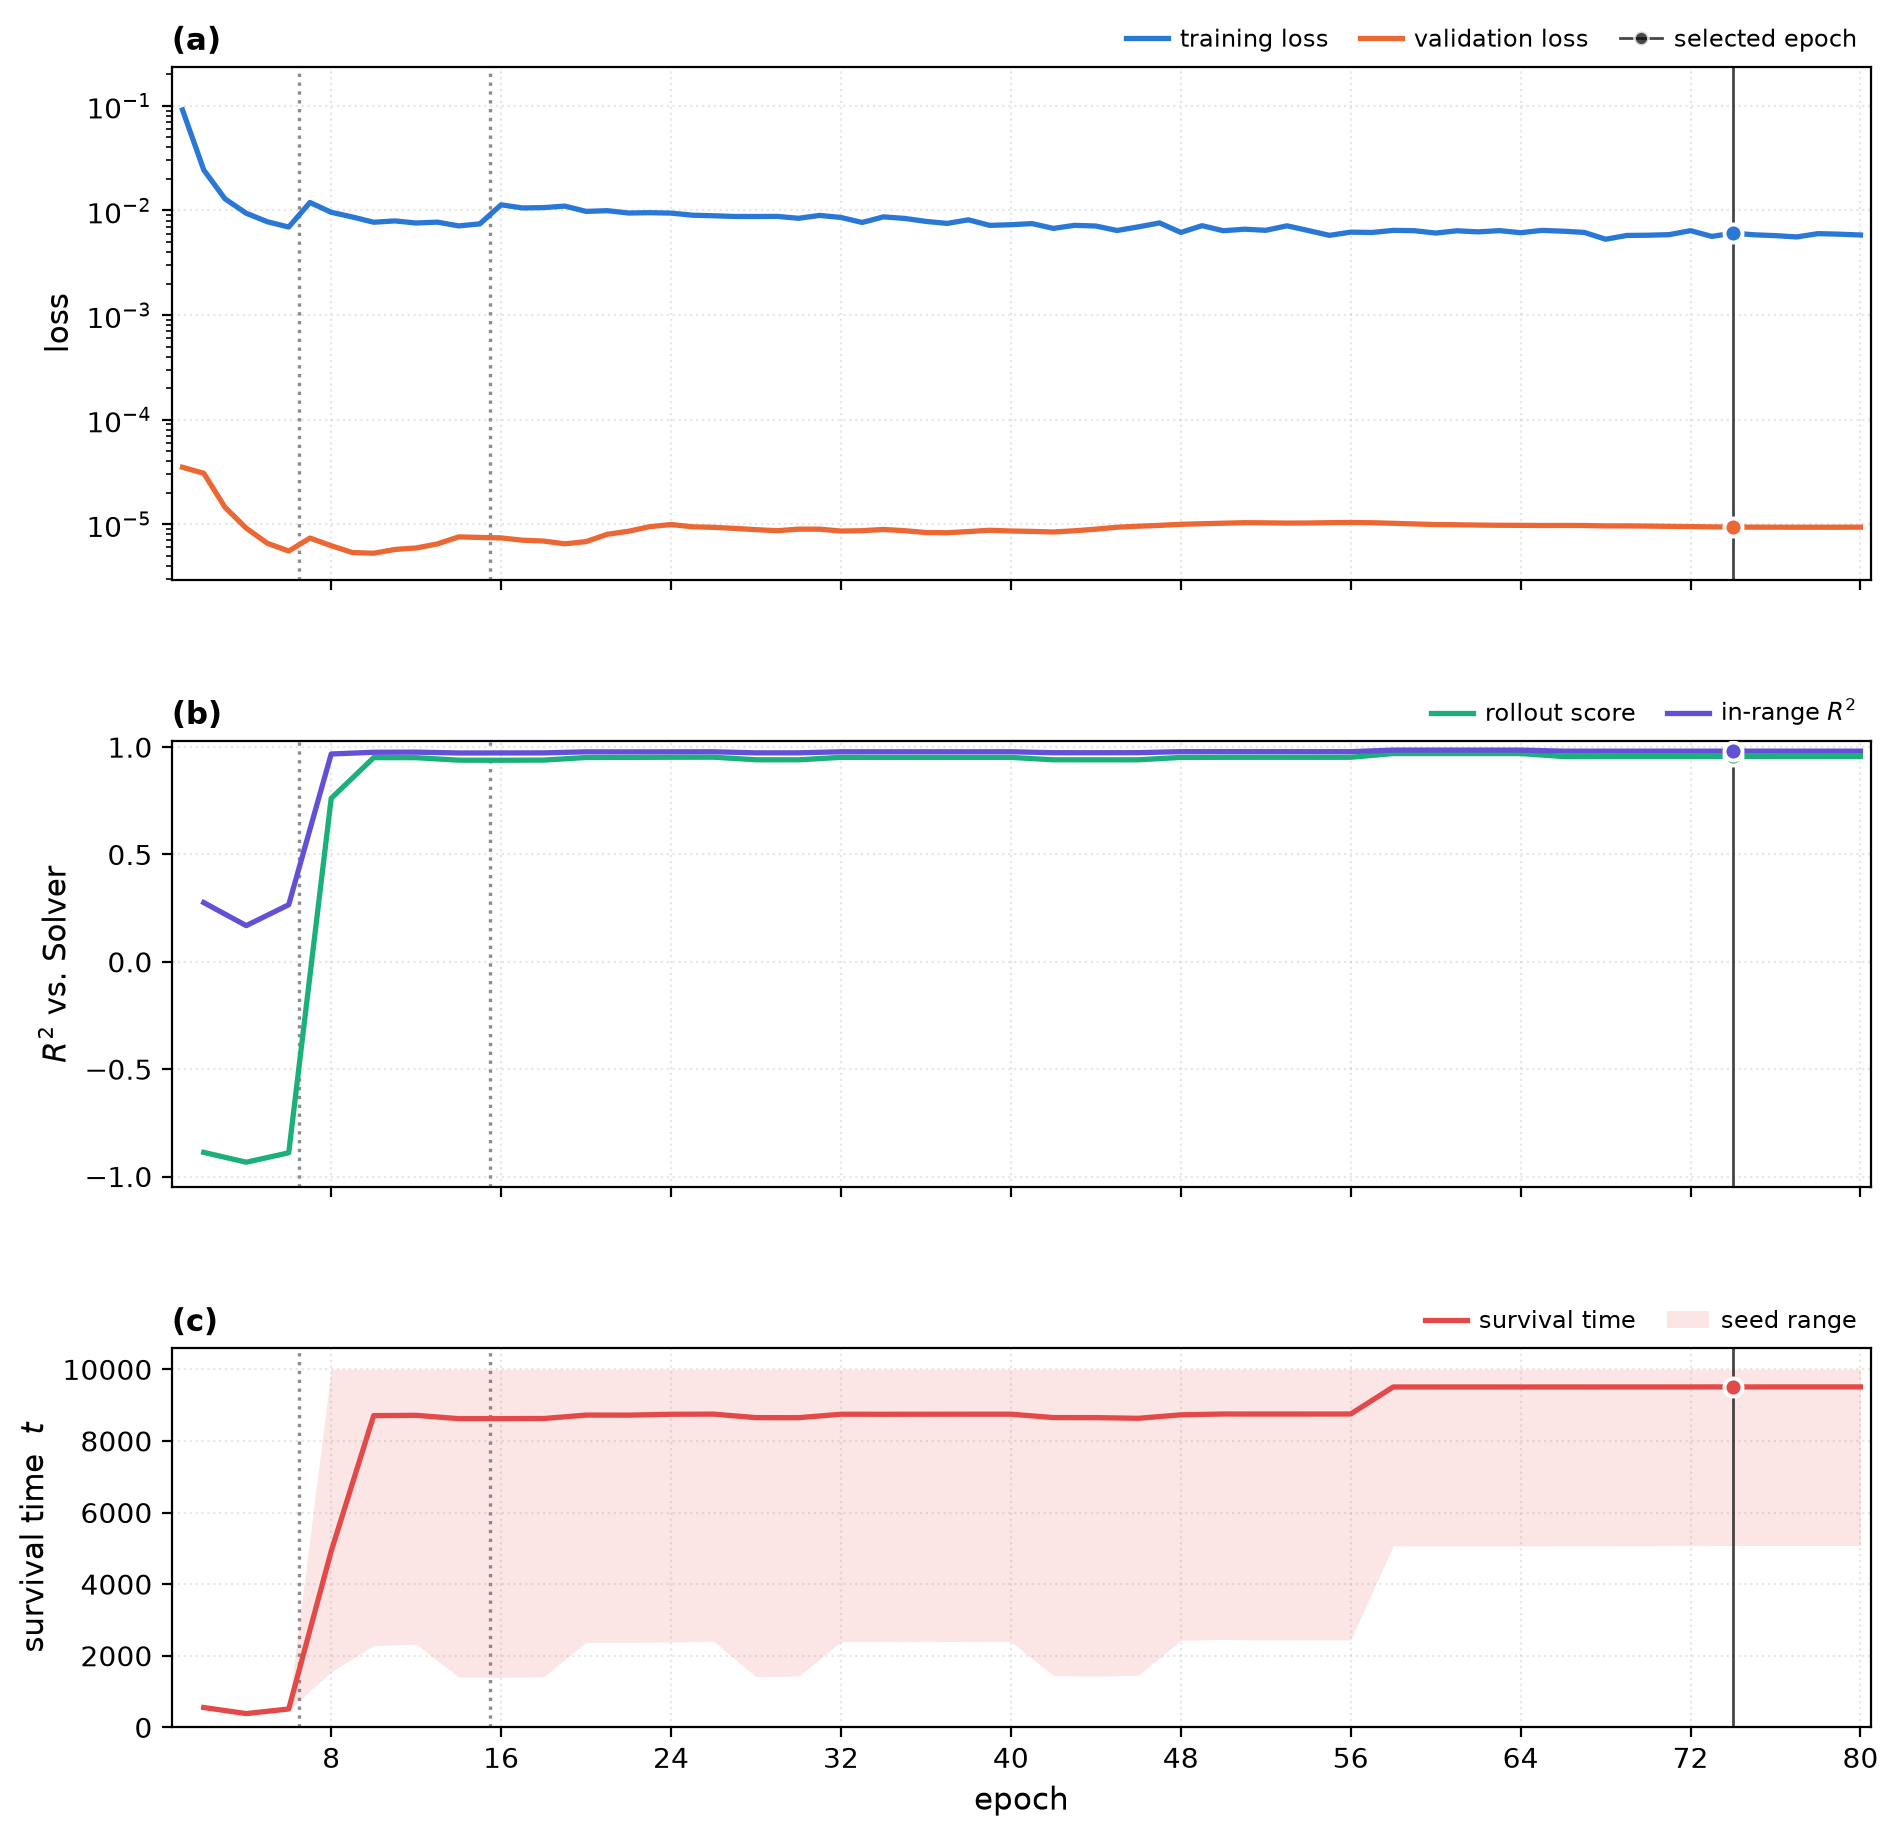 (a)
training loss
validation loss
selected epoch
10⁻¹
10⁻²
10⁻³
10⁻⁴
10⁻⁵
loss
(b)
rollout score
in-range R²
1.0
0.5
0.0
−0.5
−1.0
R² vs. Solver
(c)
survival time
seed range
10000
8000
6000
4000
2000
0
survival time t
8 16 24 32 40 48 56 64 72 80
epoch